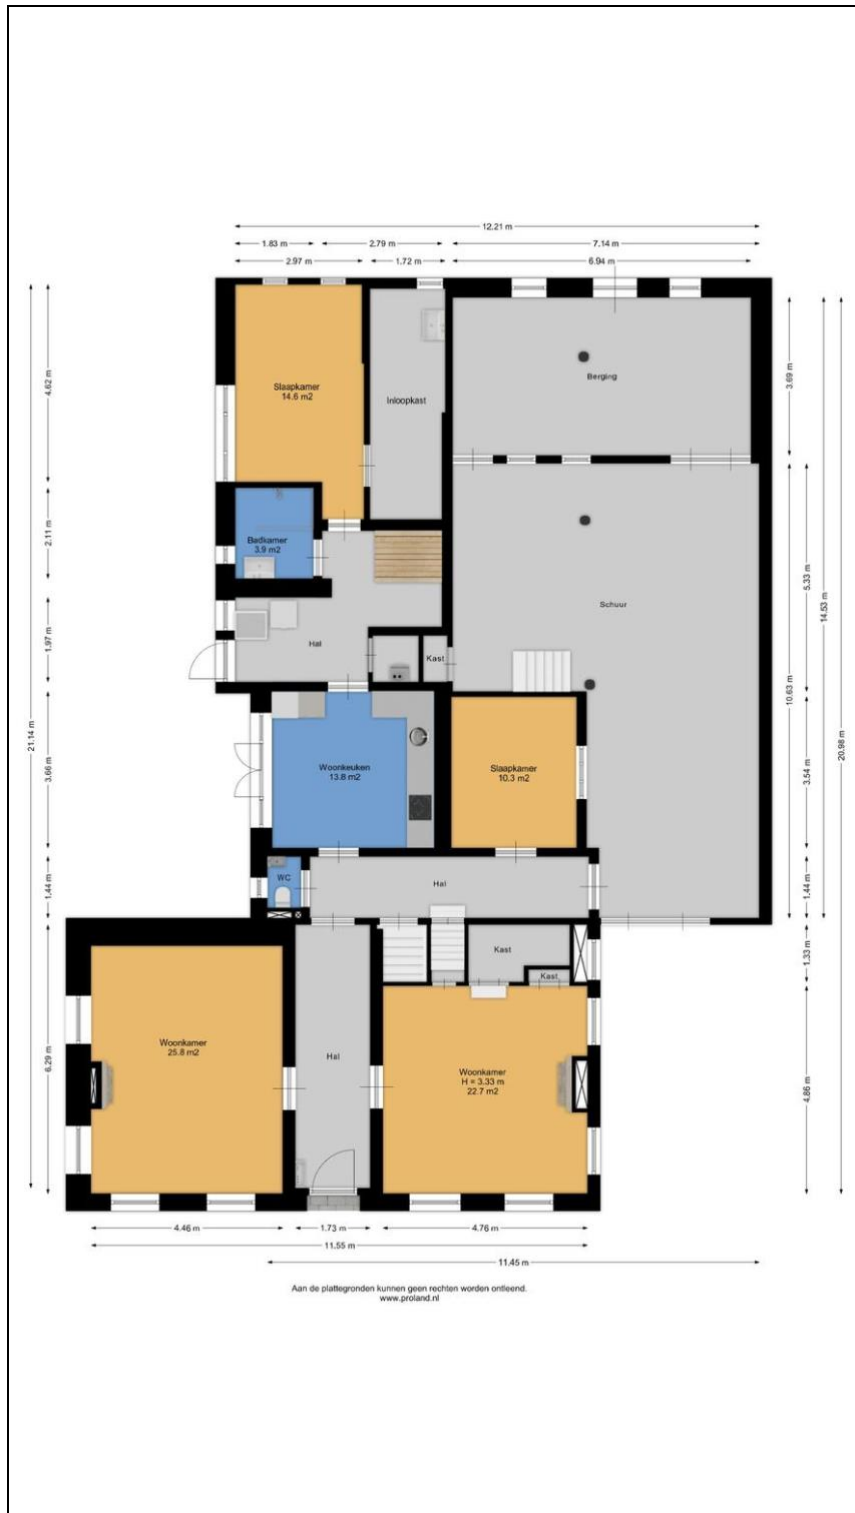 12.21 m
1.83 m
2.79 m
7.14 m
2.97 m
1.72 m
6.94 m
4.62 m
2.11 m
1.97 m
3.66 m
1.44 m
6.29 m
21.14 m
3.69 m
5.33 m
3.54 m
1.44 m
1.33 m
4.86 m
10.63 m
14.53 m
20.98 m
Slaapkamer
14.6 m2
Inloopkast
Berging
Badkamer
3.9 m2
Schuur
Hal
Kast
Woonkeuken
13.8 m2
Slaapkamer
10.3 m2
WC
Hal
Kast
Kast
Woonkamer
25.8 m2
Hal
Woonkamer
H = 3.33 m
22.7 m2
4.46 m
1.73 m
4.76 m
11.55 m
11.45 m
Aan de plattegronden kunnen geen rechten worden ontleend.
www.proland.nl